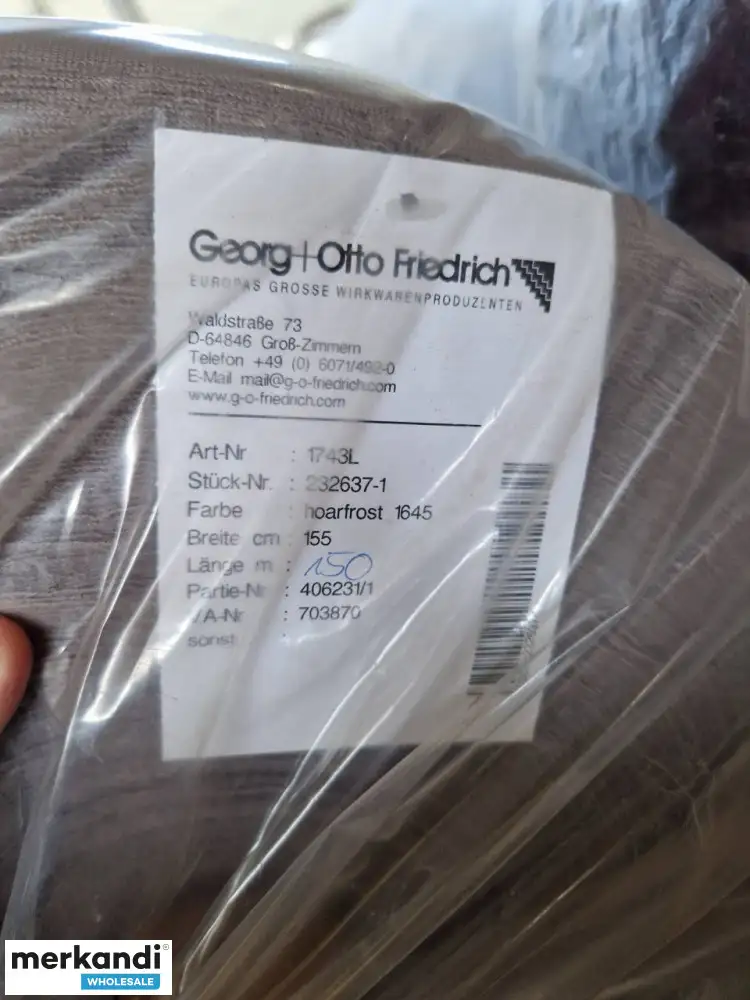 Georg+Otto Friedrich
EUROPAS GROSSE WIRKWARENPRODUZENTEN
Waldstraße 73
D-64846 Groß-Zimmern
Telefon +49 (0) 6071/492-0
E-Mail mail@g-o-friedrich.com
www.g-o-friedrich.com
Art-Nr : 1743L
Stück-Nr. : 232637-1
Farbe : hoarfrost 1645
Breite cm : 155
Länge m : 150
Partie-Nr : 406231/1
VA-Nr : 703870
sonst :
merkandi®
WHOLESALE